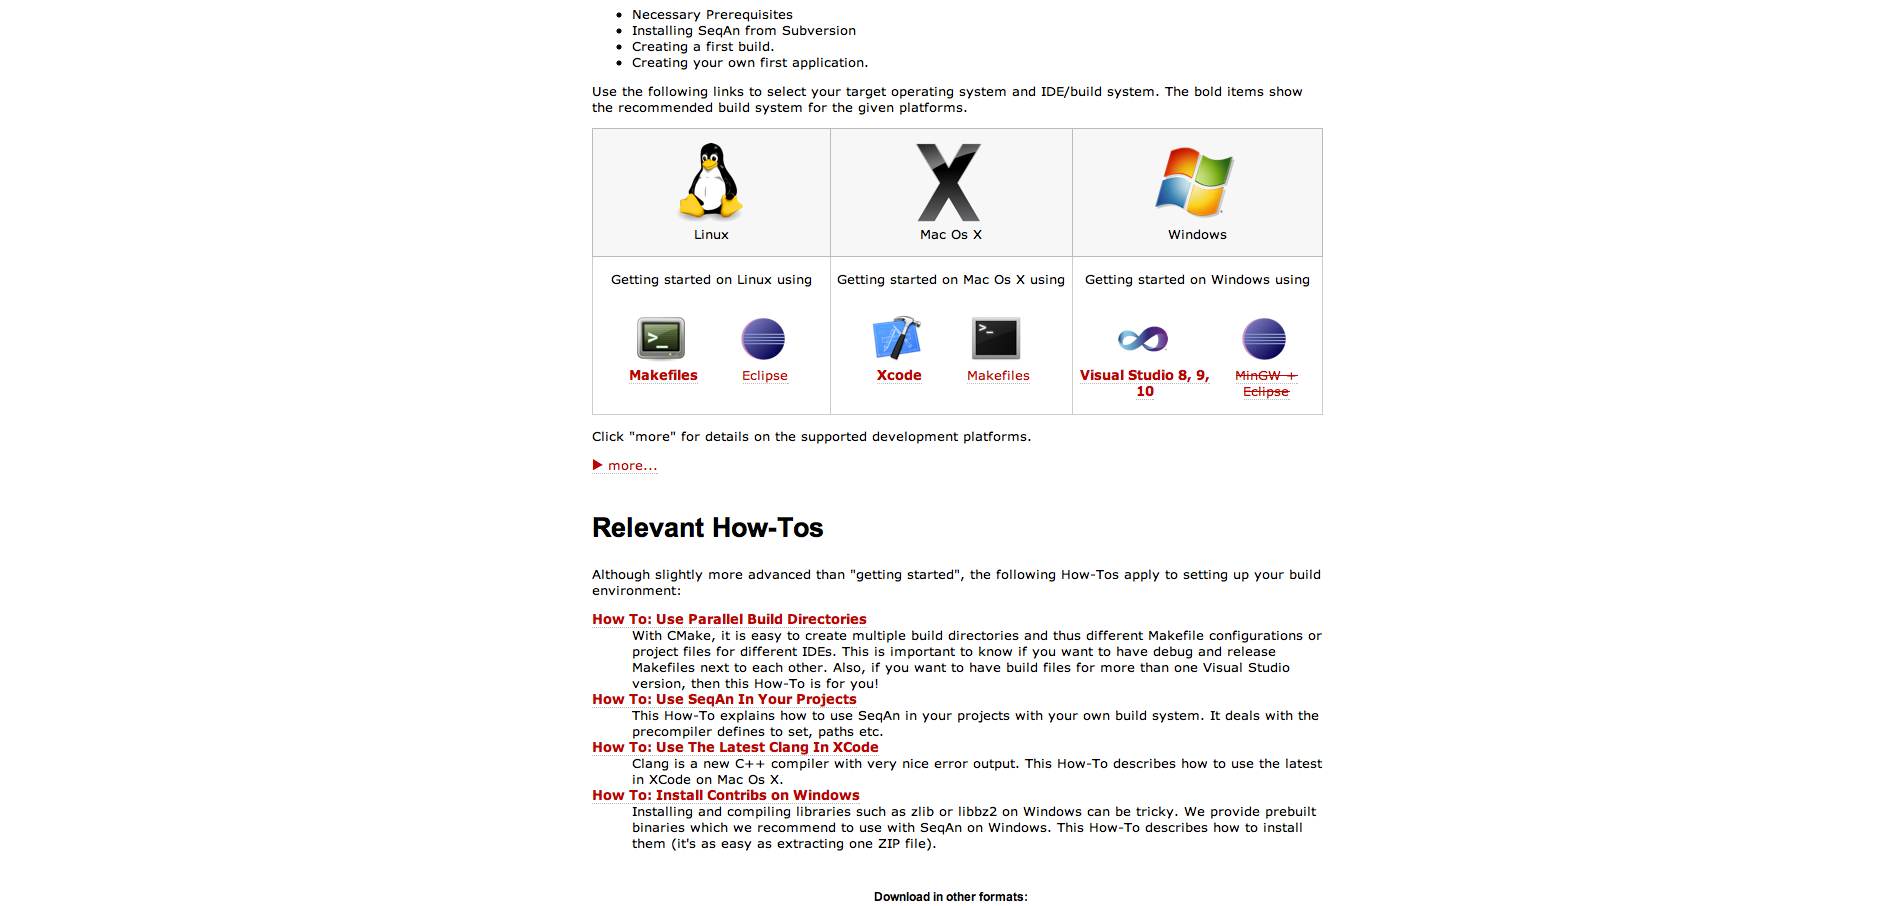 Necessary Prerequisites
Installing SeqAn from Subversion
Creating a first build.
Creating your own first application.
Use the following links to select your target operating system and IDE/build system. The bold items show
the recommended build system for the given platforms.
Linux
Mac Os X
Windows
Getting started on Linux using
Getting started on Mac Os X using
Getting started on Windows using
>_
>_
Makefiles
Eclipse
Xcode
Makefiles
Visual Studio 8, 9,
10
MinGW +
Eclipse
Click "more" for details on the supported development platforms.
more...
Relevant How-Tos
Although slightly more advanced than "getting started", the following How-Tos apply to setting up your build
environment:
How To: Use Parallel Build Directories
With CMake, it is easy to create multiple build directories and thus different Makefile configurations or
project files for different IDEs. This is important to know if you want to have debug and release
Makefiles next to each other. Also, if you want to have build files for more than one Visual Studio
version, then this How-To is for you!
How To: Use SeqAn In Your Projects
This How-To explains how to use SeqAn in your projects with your own build system. It deals with the
precompiler defines to set, paths etc.
How To: Use The Latest Clang In XCode
Clang is a new C++ compiler with very nice error output. This How-To describes how to use the latest
in XCode on Mac Os X.
How To: Install Contribs on Windows
Installing and compiling libraries such as zlib or libbz2 on Windows can be tricky. We provide prebuilt
binaries which we recommend to use with SeqAn on Windows. This How-To describes how to install
them (it's as easy as extracting one ZIP file).
Download in other formats: